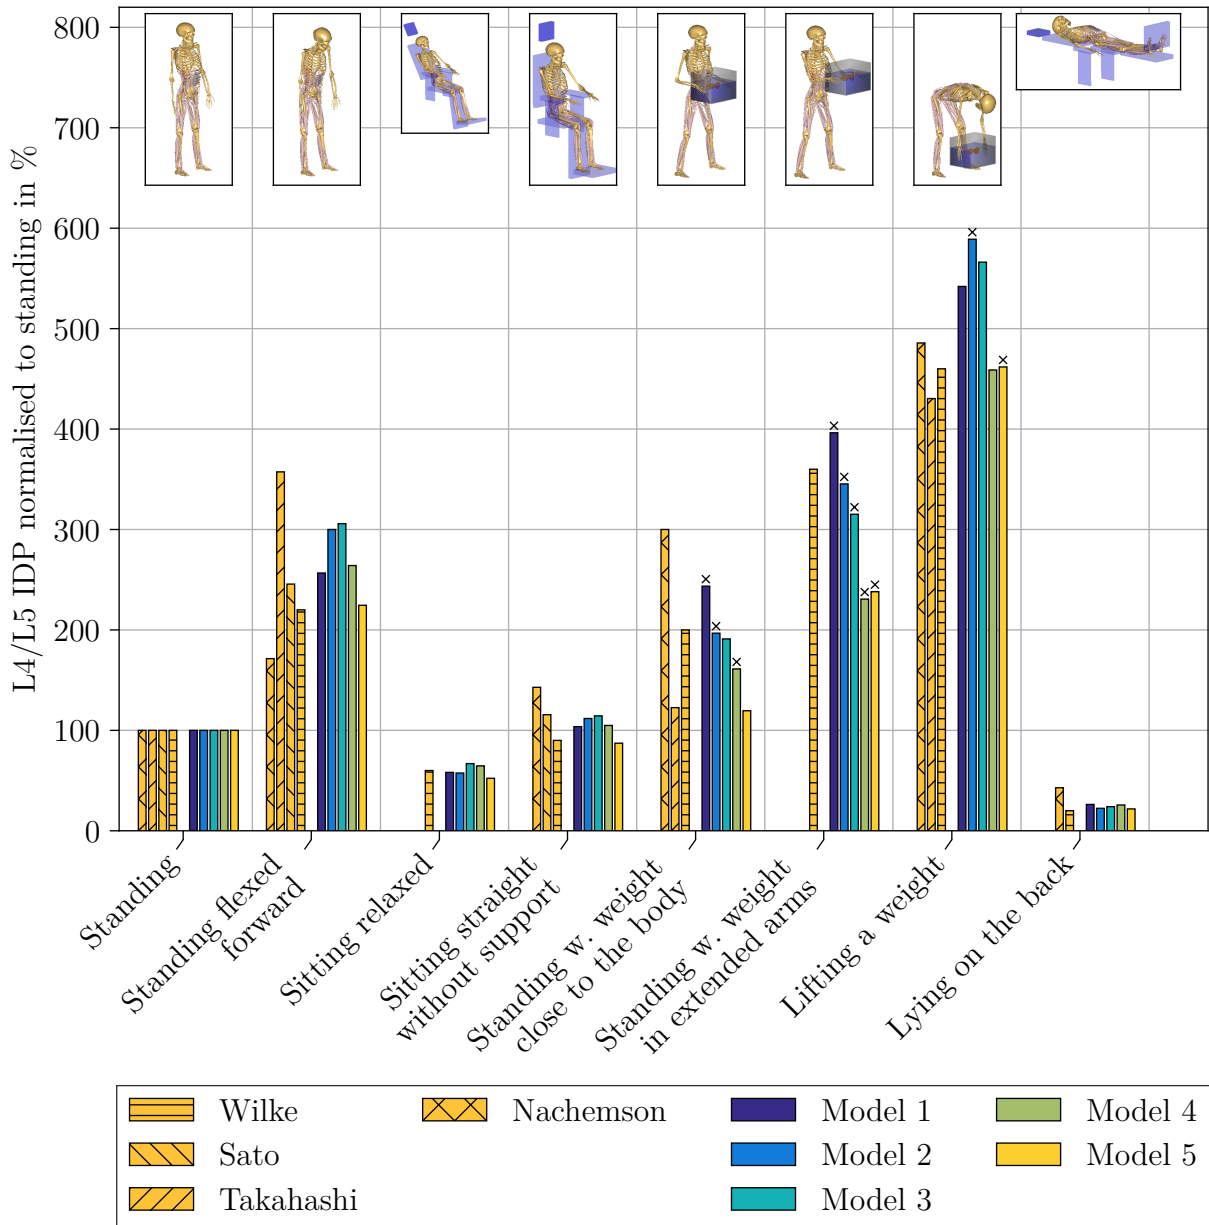 L4/L5 IDP normalised to standing in %
800
700
600
500
400
300
200
100
0
Standing
Standing flexed
forward
Sitting relaxed
Sitting straight
without support
Standing w. weight
close to the body
Standing w. weight
in extended arms
Lifting a weight
Lying on the back
Wilke
Sato
Takahashi
Nachemson
Model 1
Model 2
Model 3
Model 4
Model 5